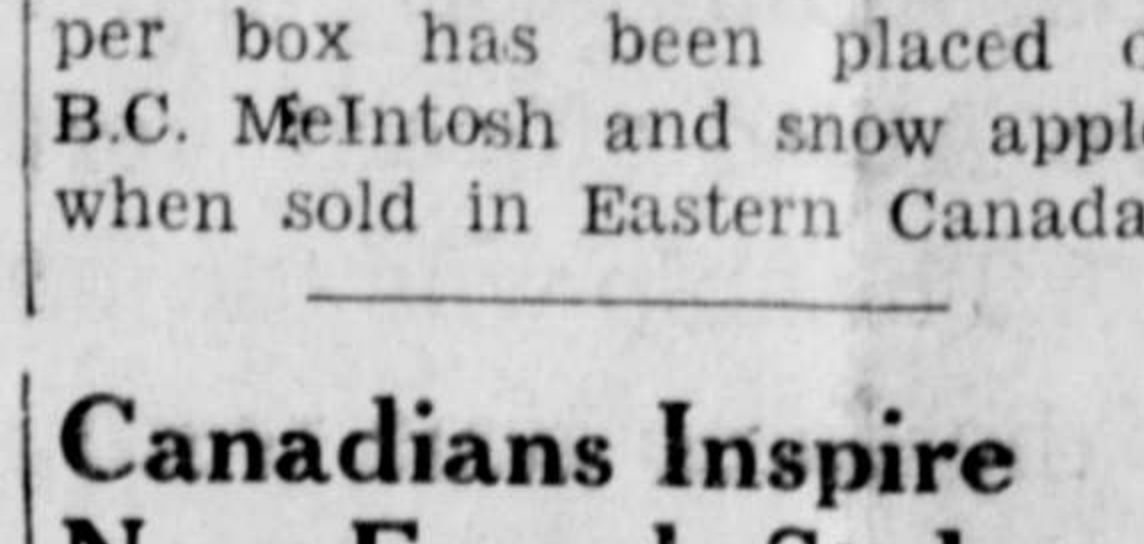 per box has been placed
B.C. McIntosh and snow
when sold in Eastern Canada
Canadians Inspire